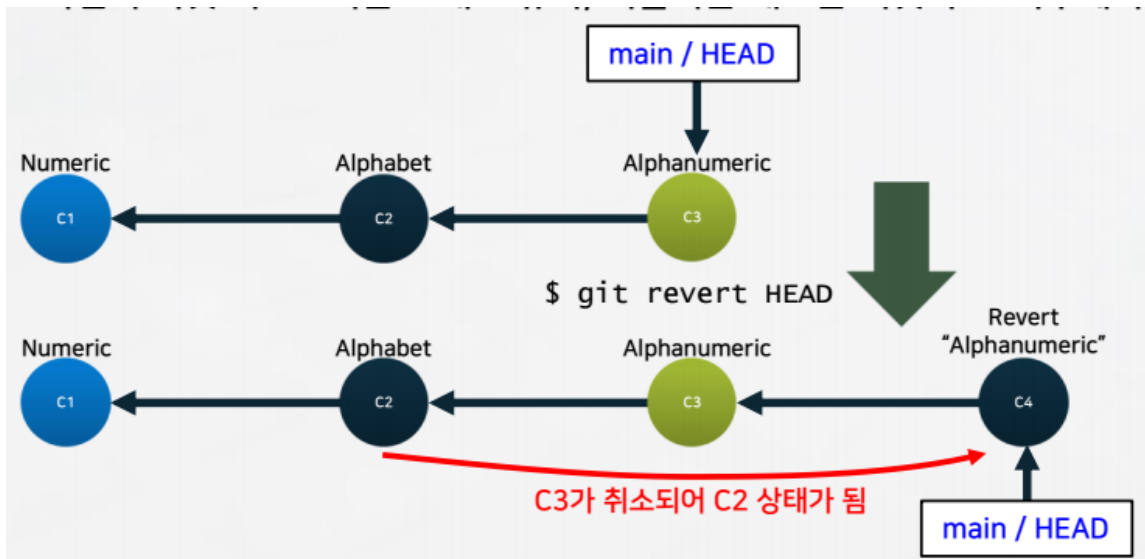 main / HEAD
Numeric
Alphabet
Alphanumeric
C1
C2
C3
$ git revert HEAD
Numeric
Alphabet
Alphanumeric
Revert
“Alphanumeric”
C1
C2
C3
C4
C3가 취소되어 C2 상태가 됨
main / HEAD